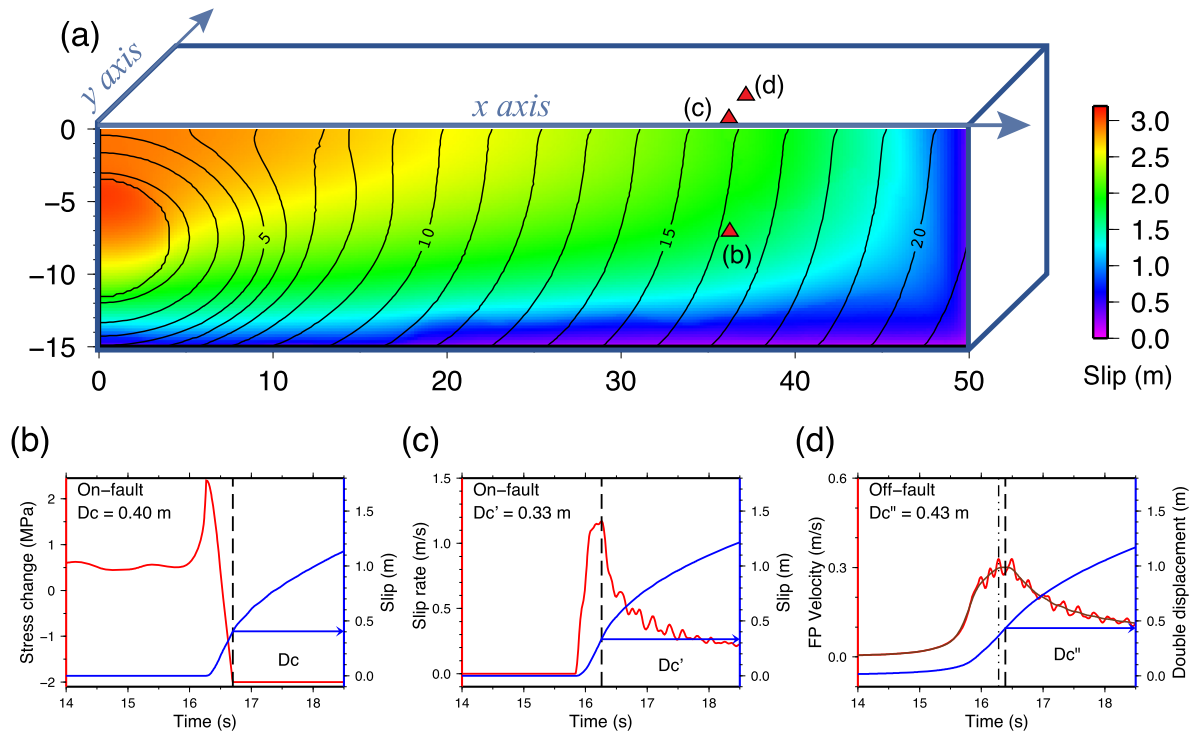 (a)
y axis
x axis
(c)
(d)
0
−5
−10
−15
5
10
15
20
(b)
0
10
20
30
40
50
3.0
2.5
2.0
1.5
1.0
0.5
0.0
Slip (m)
(b)
On−fault
Dc = 0.40 m
Dc
Stress change (MPa)
2
1
0
−1
−2
1.5
1.0
0.5
0.0
Slip (m)
14
15
16
17
18
Time (s)
(c)
On−fault
Dc' = 0.33 m
Dc'
Slip rate (m/s)
1.5
1.0
0.5
0.0
1.5
1.0
0.5
0.0
Slip (m)
14
15
16
17
18
Time (s)
(d)
Off−fault
Dc" = 0.43 m
Dc"
FP Velocity (m/s)
0.6
0.3
0.0
1.5
1.0
0.5
0.0
Double displacement (m)
14
15
16
17
18
Time (s)